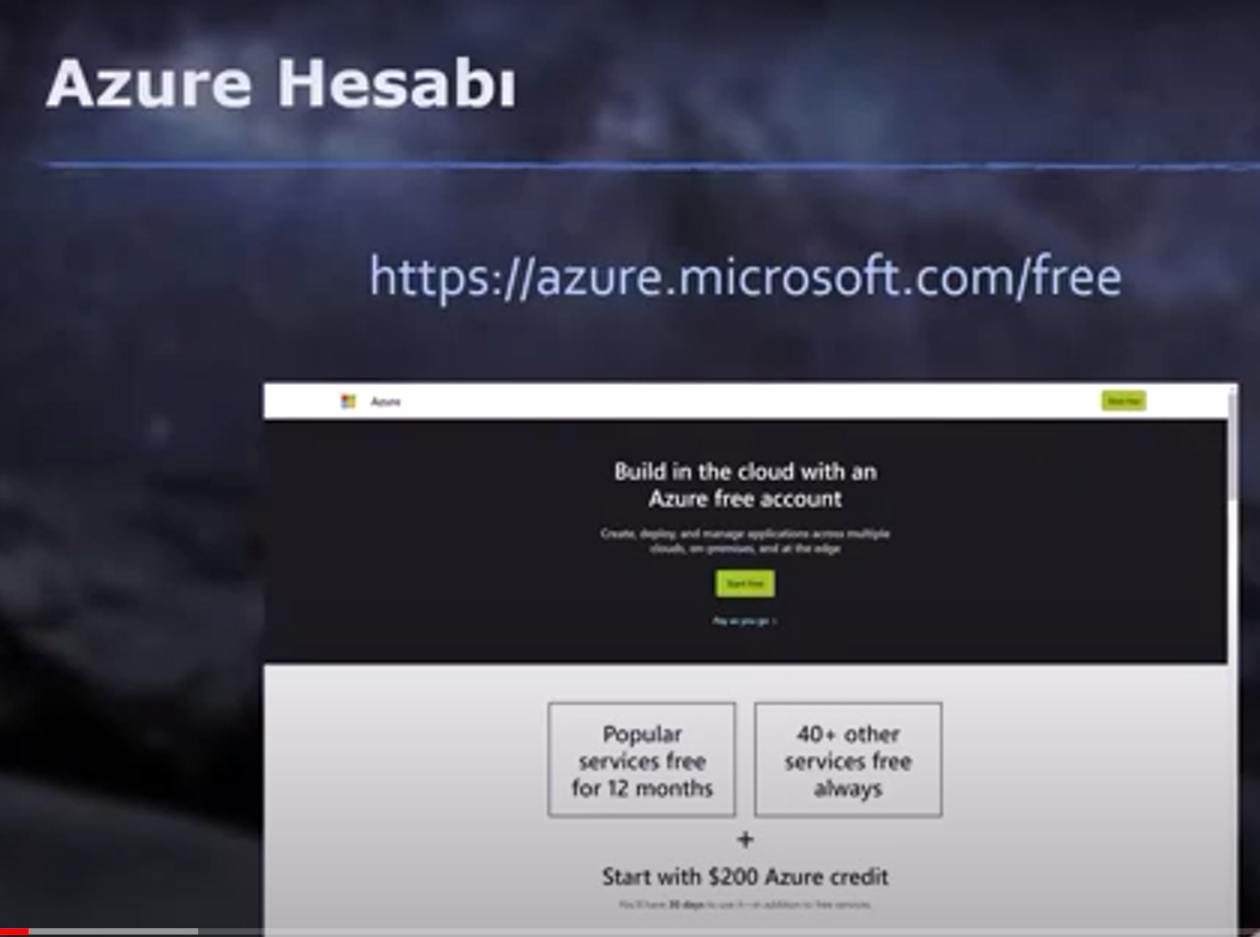 Azure Hesabı
https://azure.microsoft.com/free
Azure
Start free
Build in the cloud with an
Azure free account
Create, deploy, and manage applications across multiple
clouds, on-premises, and at the edge
Start free
Pay as you go ›
Popular
services free
for 12 months
40+ other
services free
always
+
Start with $200 Azure credit
You'll have 30 days to use it—in addition to free services.